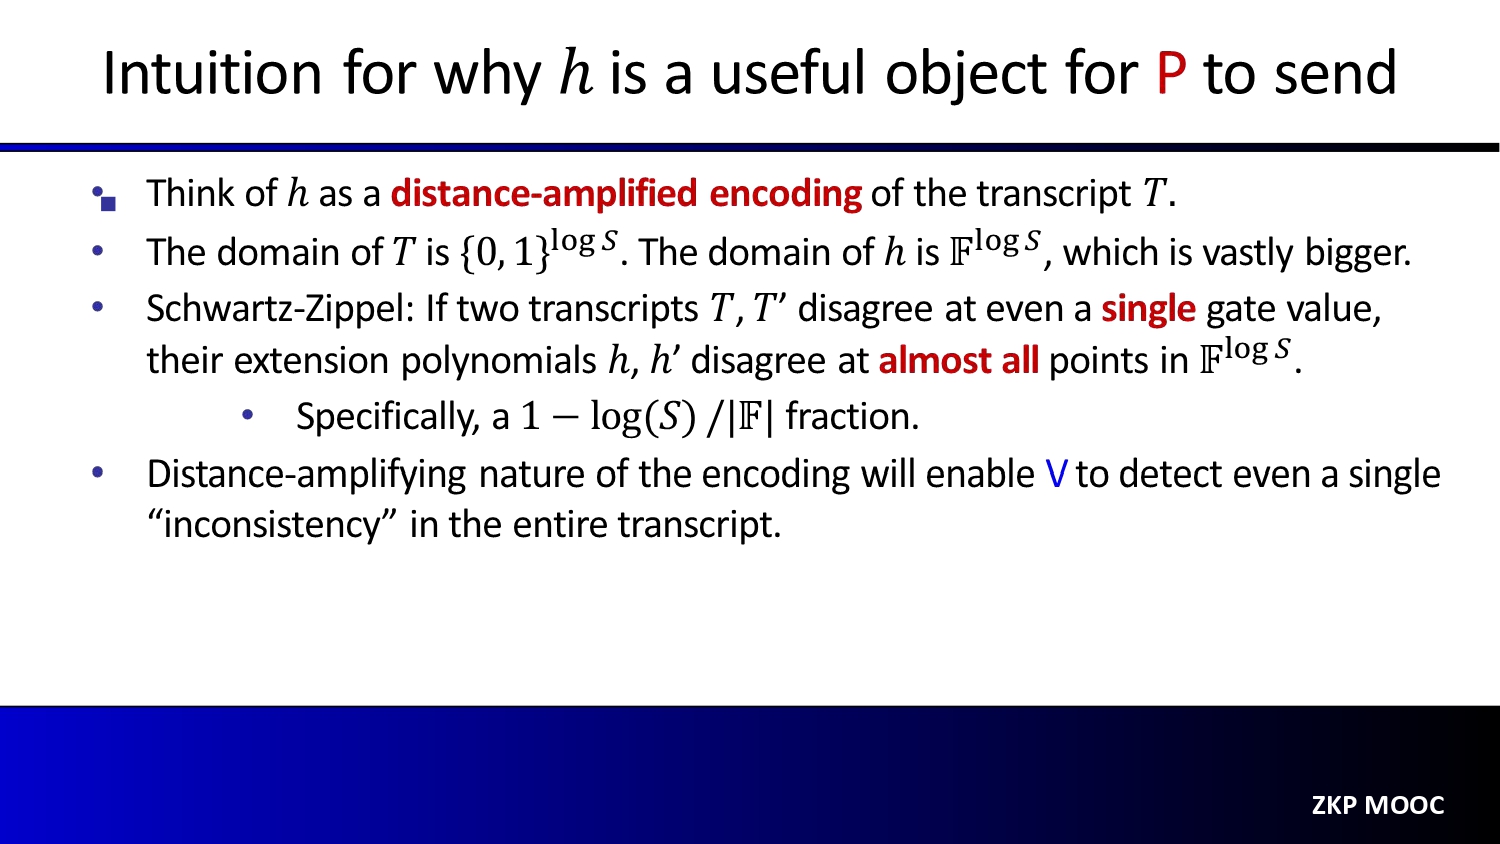 Intuition for why ℎ is a useful object for P to send
• Think of ℎ as a distance-amplified encoding of the transcript 𝑇.
• The domain of 𝑇 is {0, 1}^{log 𝑆}. The domain of ℎ is 𝔽^{log 𝑆}, which is vastly bigger.
• Schwartz-Zippel: If two transcripts 𝑇, 𝑇’ disagree at even a single gate value,
their extension polynomials ℎ, ℎ’ disagree at almost all points in 𝔽^{log 𝑆}.
• Specifically, a 1 − log(𝑆) /|𝔽| fraction.
• Distance-amplifying nature of the encoding will enable V to detect even a single
“inconsistency” in the entire transcript.
ZKP MOOC